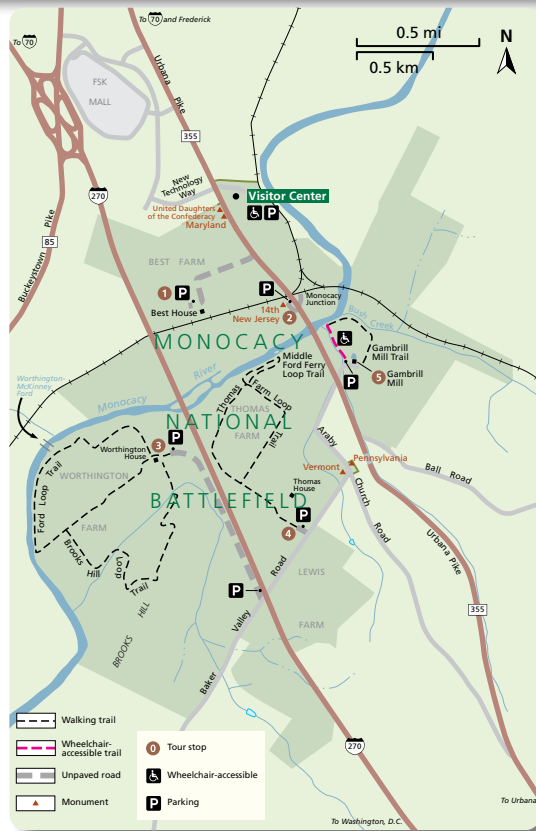 To 70
To 70 and Frederick
0.5 mi
0.5 km
N
FSK
MALL
Urbana
Pike
355
270
New
Technology
Way
Visitor Center
P
United Daughters
of the Confederacy
Maryland
Buckeystown
Pike
85
BEST FARM
1
P
Best House
P
Monocacy
Junction
14th
New Jersey
2
Bush Creek
MONOCACY
Gambrill
Mill Trail
5
Gambrill
Mill
P
Middle
Ford Ferry
Loop Trail
River
Monocacy
Worthington-
McKinney
Ford
Thomas
Farm Loop
Trail
THOMAS
FARM
NATIONAL
Araby
Church
Road
Pennsylvania
Vermont
Ball Road
3
P
Worthington
House
WORTHINGTON
FARM
Ford Loop
Trail
Thomas
House
BATTLEFIELD
P
4
Brooks
Hill
Loop
Trail
BROOKS
HILL
LEWIS
FARM
P
Baker
Valley
Road
Urbana Pike
355
Walking trail
Wheelchair-
accessible trail
Unpaved road
Monument
0
Tour stop
Wheelchair-accessible
P
Parking
270
To Urbana
To Washington, D.C.